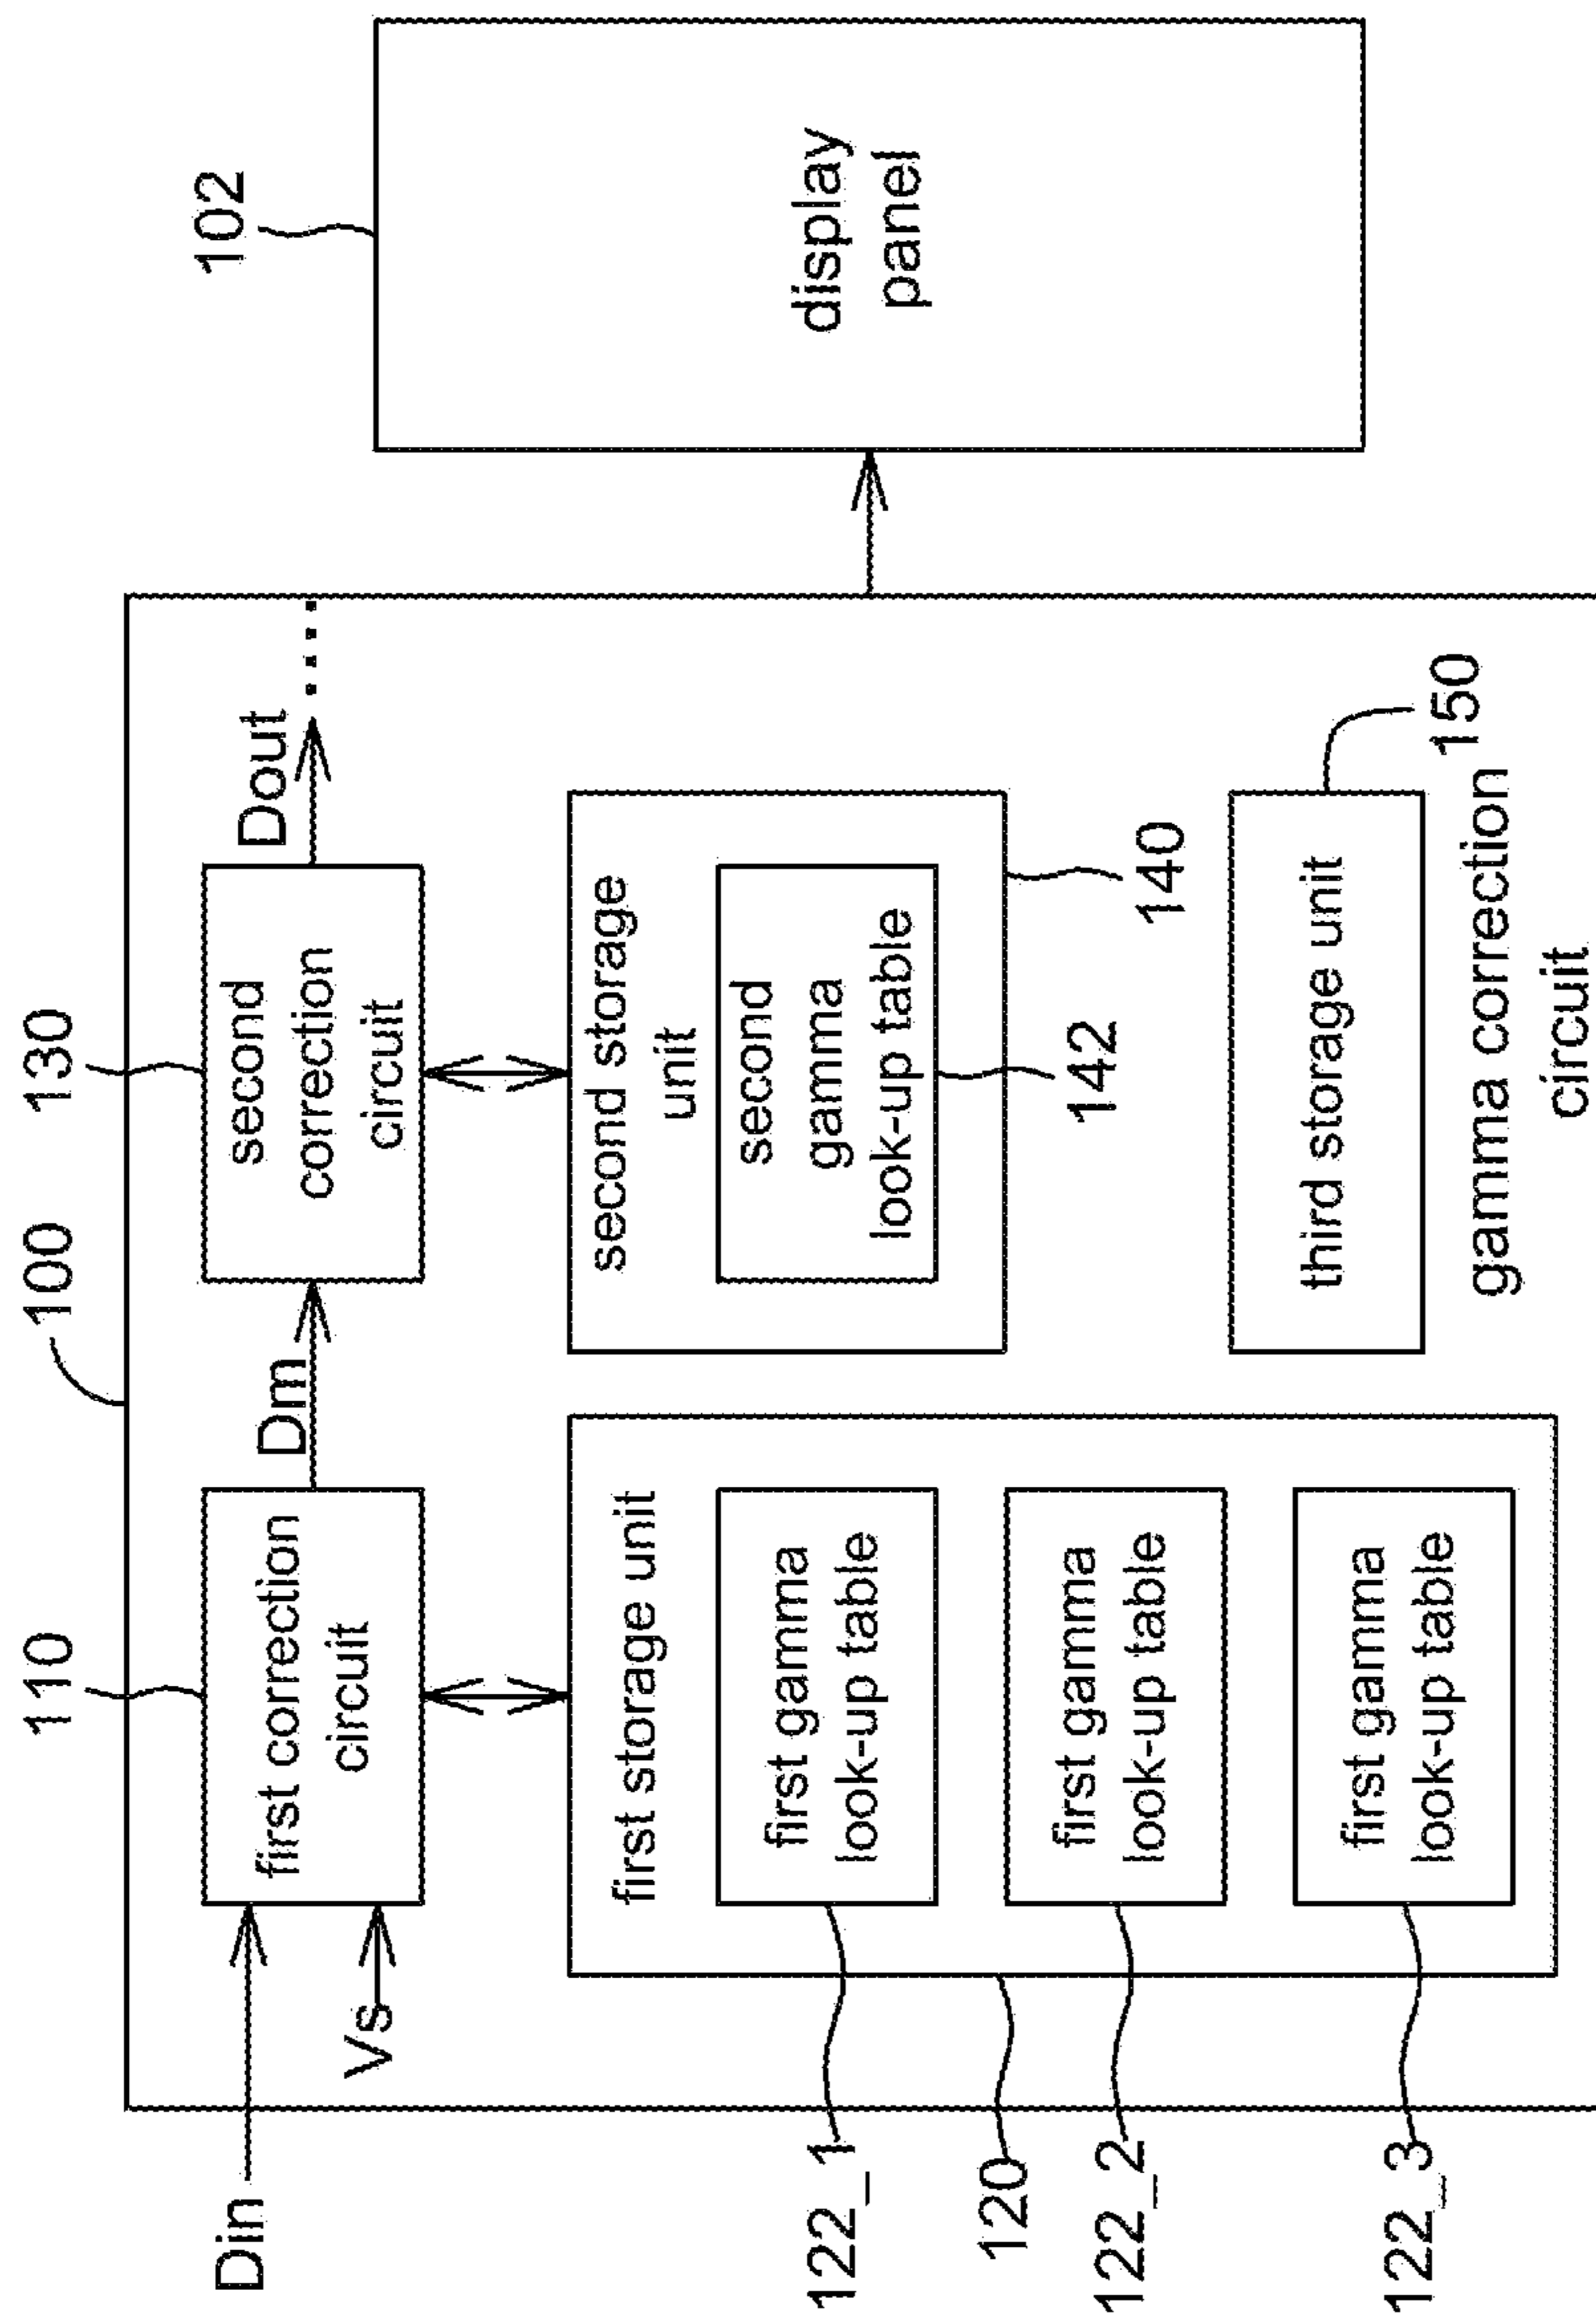 100
110
130
102
Din
Vs
first correction
circuit
Dm
second
correction
circuit
Dout
display
panel
first storage unit
first gamma
look-up table
first gamma
look-up table
first gamma
look-up table
122_1
120
122_2
122_3
second storage
unit
second
gamma
look-up table
142
140
third storage unit
150
gamma correction
circuit